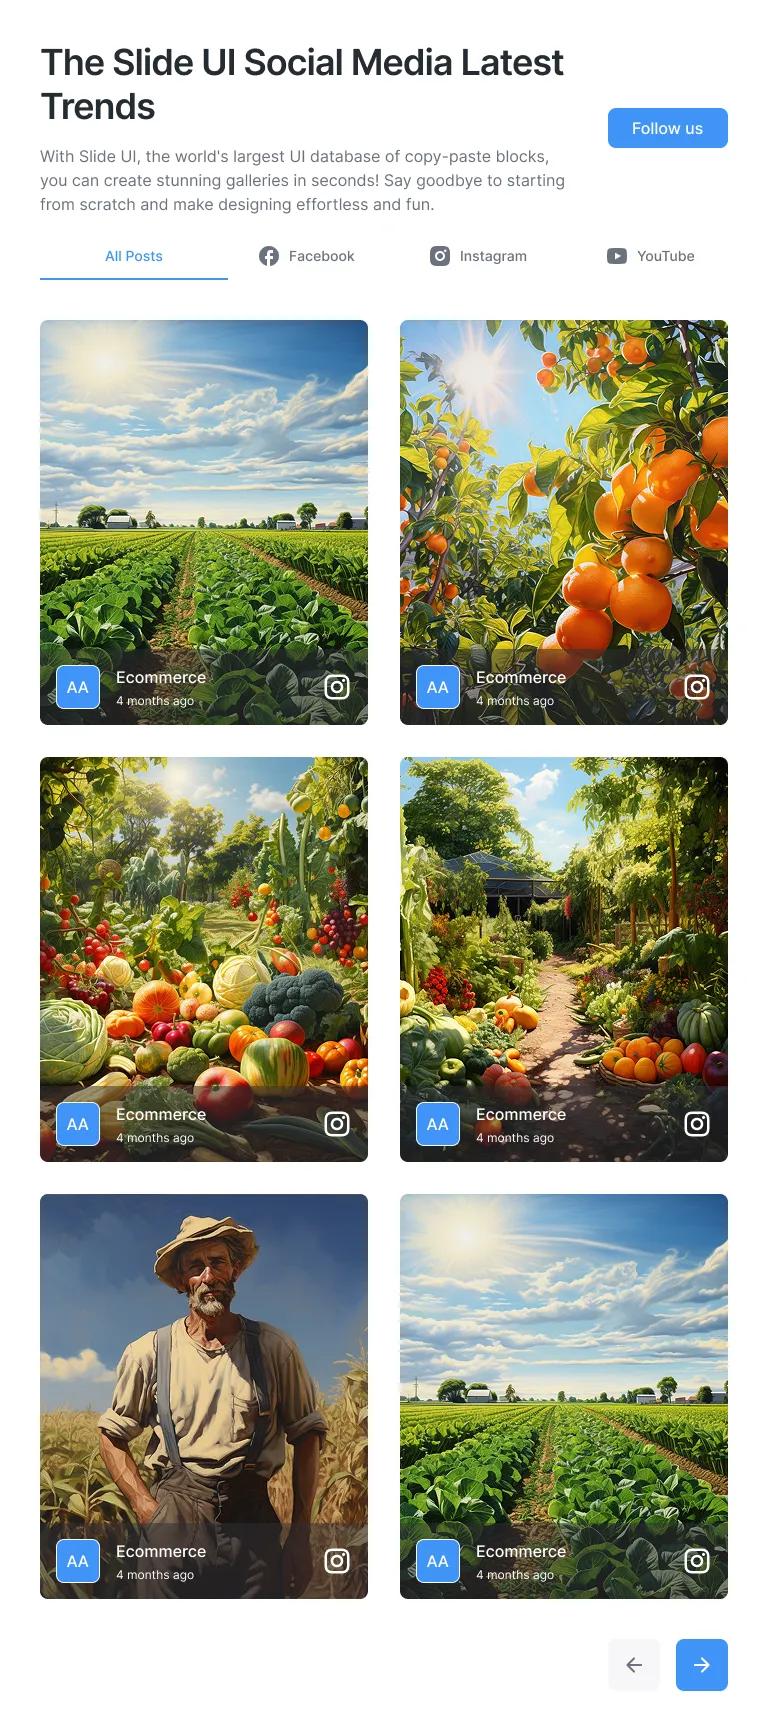 The Slide UI Social Media Latest
Trends
Follow us
With Slide UI, the world's largest UI database of copy-paste blocks,
you can create stunning galleries in seconds! Say goodbye to starting
from scratch and make designing effortless and fun.
All Posts
Facebook
Instagram
YouTube
AA
Ecommerce
4 months ago
AA
Ecommerce
4 months ago
AA
Ecommerce
4 months ago
AA
Ecommerce
4 months ago
AA
Ecommerce
4 months ago
AA
Ecommerce
4 months ago